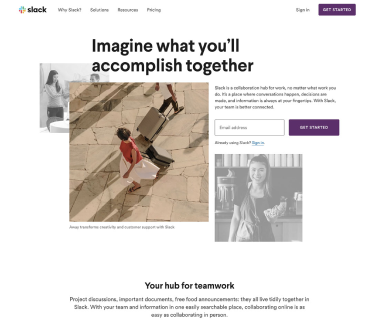 slack
Why Slack?
Solutions
Resources
Pricing
Sign in
GET STARTED
Imagine what you'll
accomplish together
Slack is a collaboration hub for work, no matter what work you
do. It's a place where conversations happen, decisions are
made, and information is always at your fingertips. With Slack,
your team is better connected.
Email address
GET STARTED
Already using Slack? Sign in.
Away transforms creativity and customer support with Slack
Your hub for teamwork
Project discussions, important documents, free food announcements: they all live tidily together in
Slack. With your team and information in one easily searchable place, collaborating online is as
easy as collaborating in person.